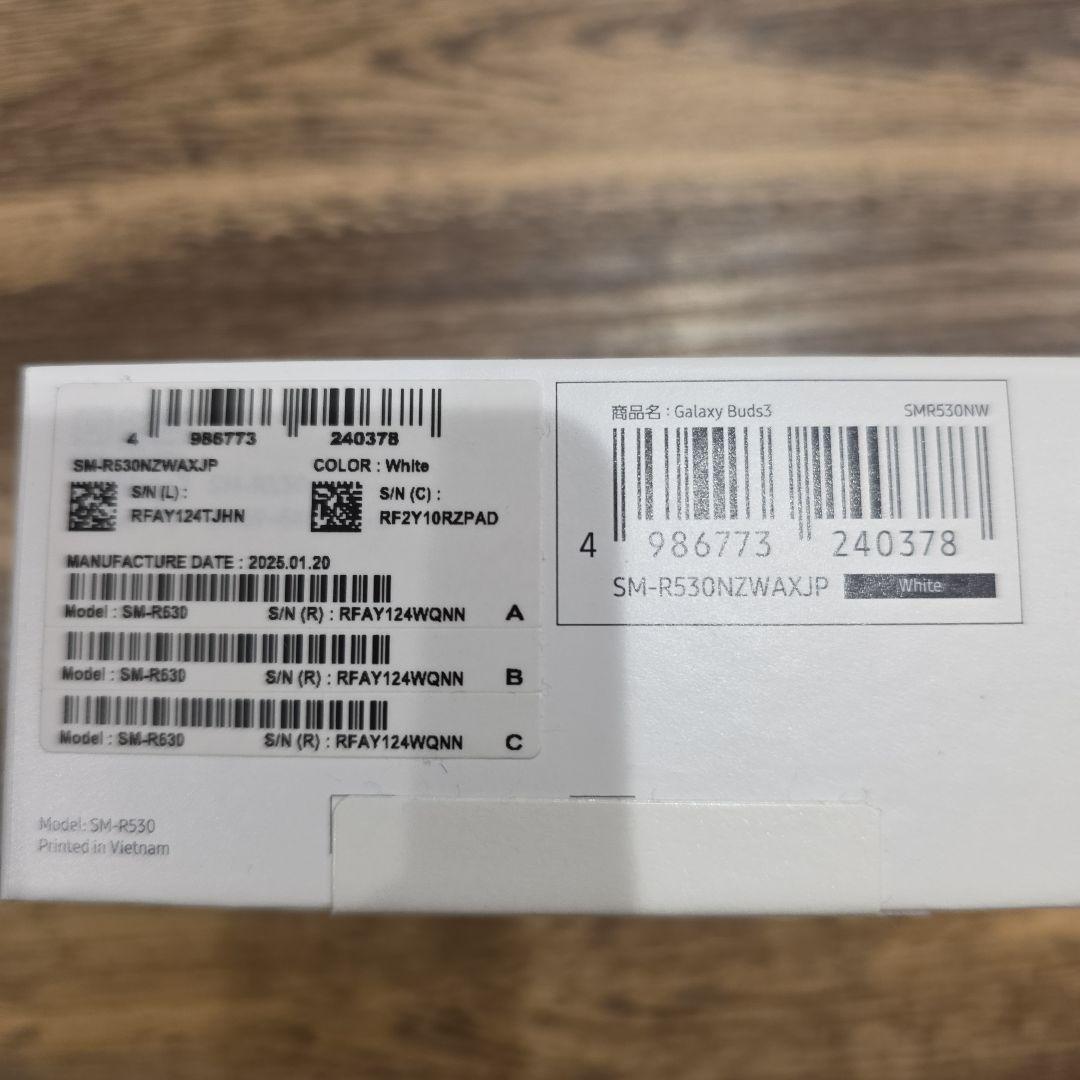 4 986773 240378
SM-R530NZWAXJP COLOR : White
S/N (L) :
RFAY124TJHN
S/N (C) :
RF2Y10RZPAD
MANUFACTURE DATE : 2025.01.20
Model : SM-R530 S/N (R) : RFAY124WQNN A
Model : SM-R530 S/N (R) : RFAY124WQNN B
Model : SM-R530 S/N (R) : RFAY124WQNN C
商品名 : Galaxy Buds3 SMR530NW
4 986773 240378
SM-R530NZWAXJP White
Model: SM-R530
Printed in Vietnam